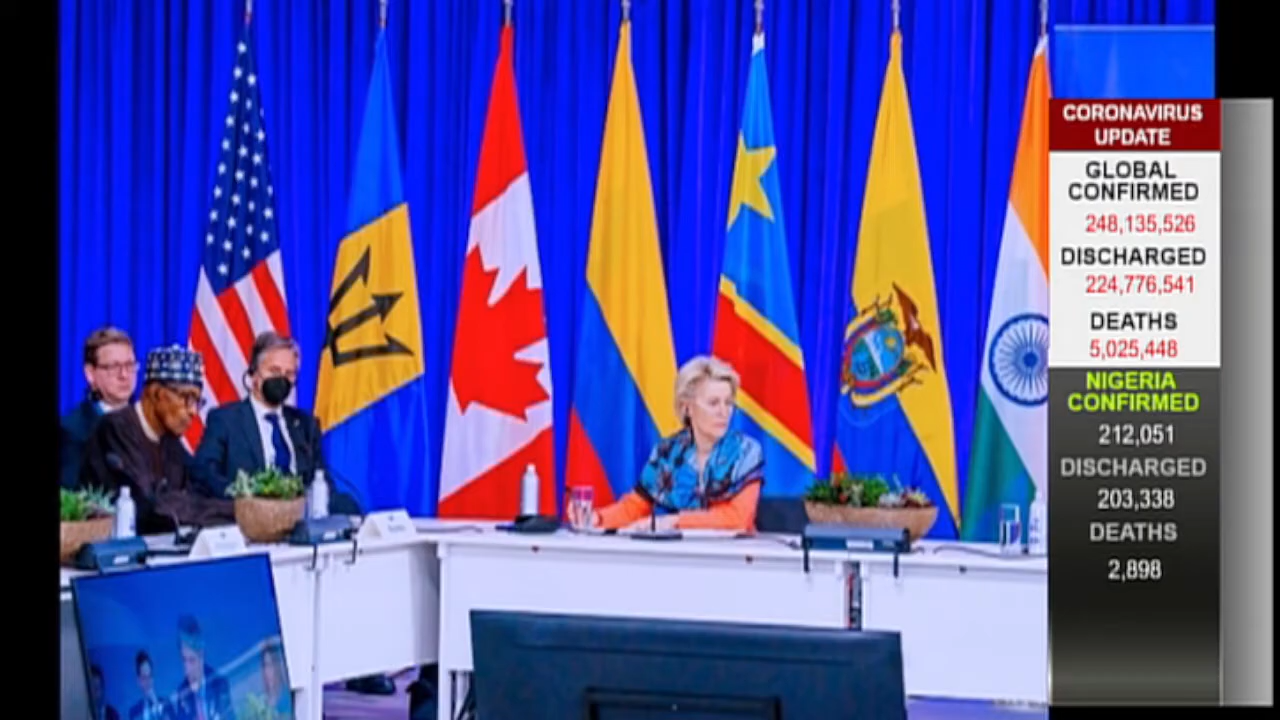 CORONAVIRUS
UPDATE
GLOBAL
CONFIRMED
248,135,526
DISCHARGED
224,776,541
DEATHS
5,025,448
NIGERIA
CONFIRMED
212,051
DISCHARGED
203,338
DEATHS
2,898